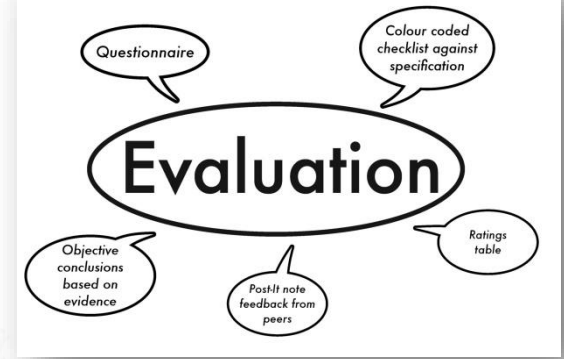 Questionnaire
Colour coded
checklist against
specification
Evaluation
Objective
conclusions
based on
evidence
Post-It note
feedback from
peers
Ratings
table